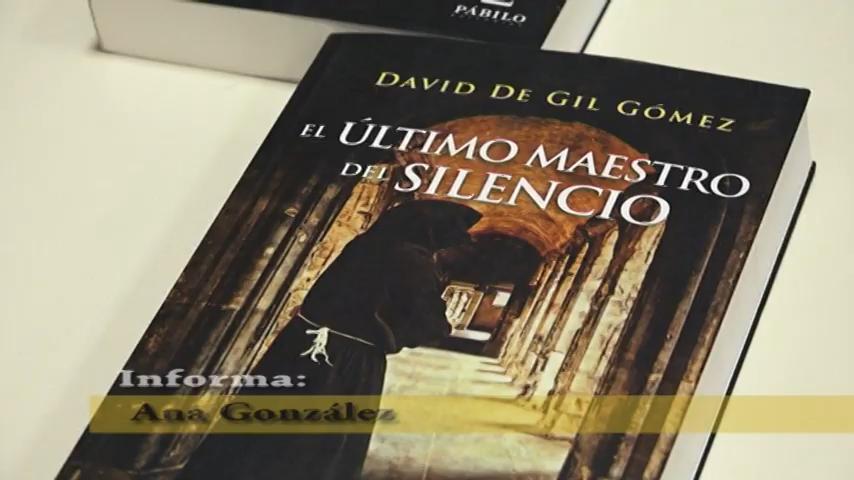 PÁBILO
DAVID DE GIL GÓMEZ
EL ÚLTIMO MAESTRO
DEL SILENCIO
Informa:
Ana González